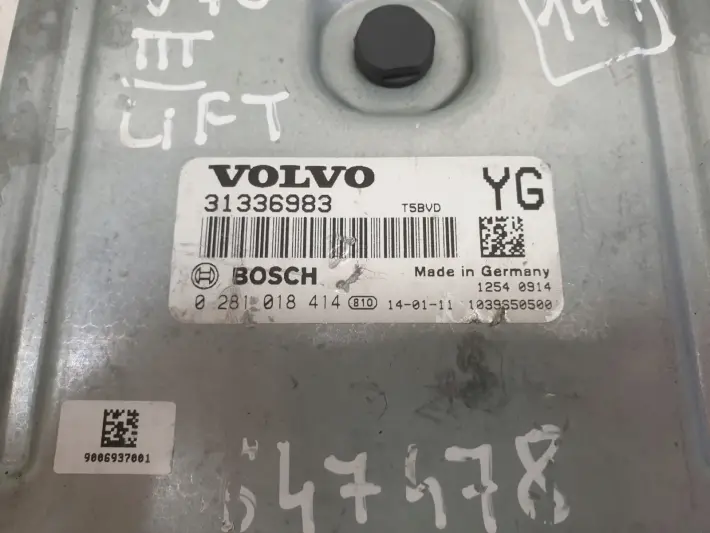 III
LIFT
VOLVO
YG
31336983
T5BVD
BOSCH
Made in Germany
1254 0914
0 281 018 414 810 14-01-11 1039S50500
9006937001
47478